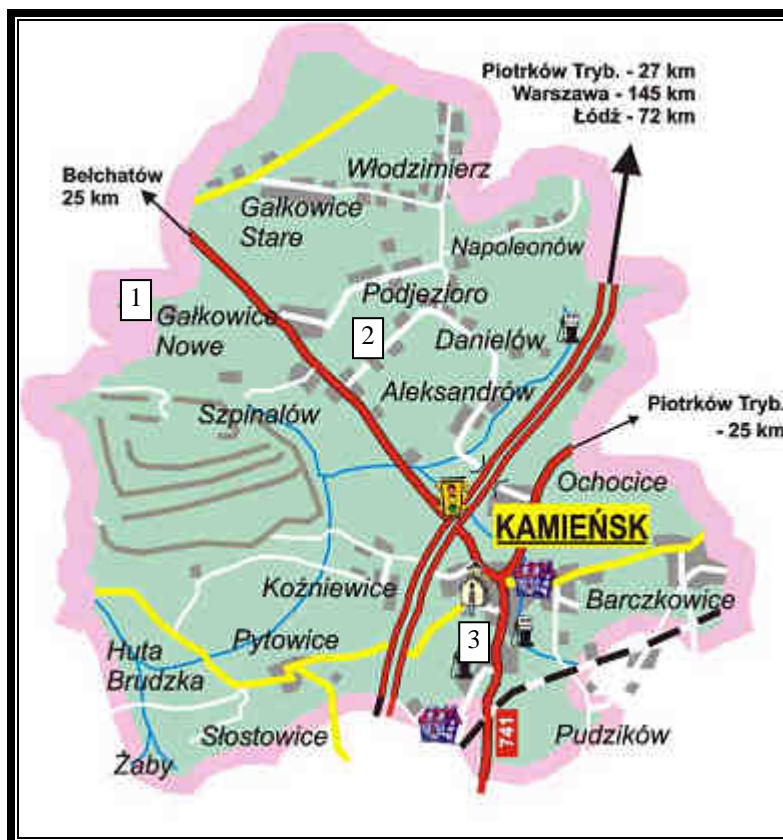 Piotrków Tryb. - 27 km
Warszawa - 145 km
Łódź - 72 km
Bełchatów
25 km
Włodzimierz
Gałkowice
Stare
Napoleonów
Podjezioro
1
Gałkowice
Nowe
2
Danielów
Aleksandrów
Szpinalów
Piotrków Tryb.
- 25 km
Ochocice
KAMIEŃSK
Koźniewice
Barczkowice
Pytowice
3
Huta
Brudzka
Słostowice
741
Pudzików
Żaby